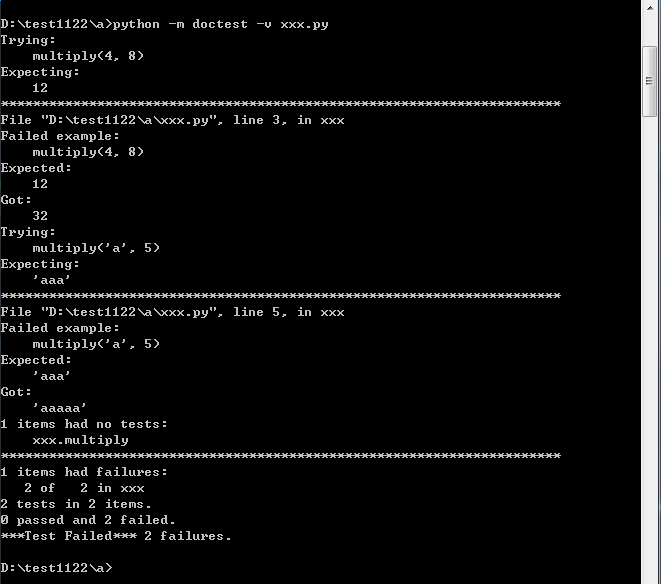 D:\test1122\a>python -m doctest -v xxx.py
Trying:
    multiply(4, 8)
Expecting:
    12
**********************************************************************
File "D:\test1122\a\xxx.py", line 3, in xxx
Failed example:
    multiply(4, 8)
Expected:
    12
Got:
    32
Trying:
    multiply('a', 5)
Expecting:
    'aaa'
**********************************************************************
File "D:\test1122\a\xxx.py", line 5, in xxx
Failed example:
    multiply('a', 5)
Expected:
    'aaa'
Got:
    'aaaaa'
1 items had no tests:
    xxx.multiply
**********************************************************************
1 items had failures:
   2 of   2 in xxx
2 tests in 2 items.
0 passed and 2 failed.
***Test Failed*** 2 failures.
D:\test1122\a>